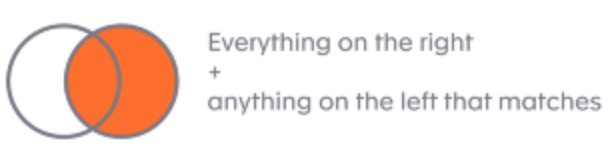 Everything on the right
+
anything on the left that matches